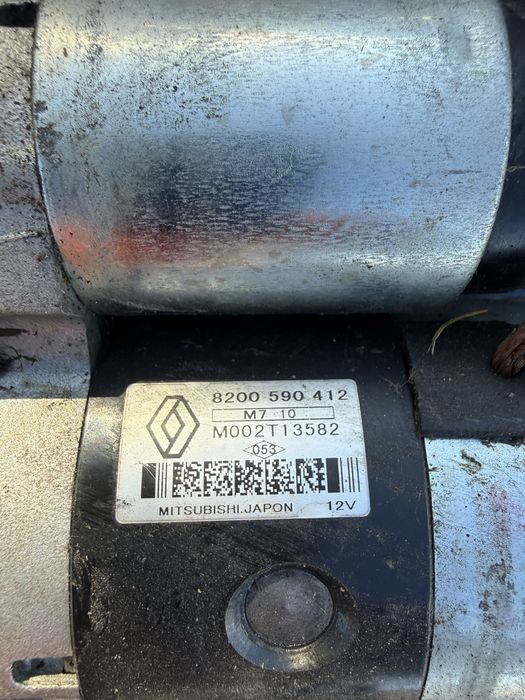 8200 590 412
M7 10
M002T13582
053
MITSUBISHI.JAPON 12V